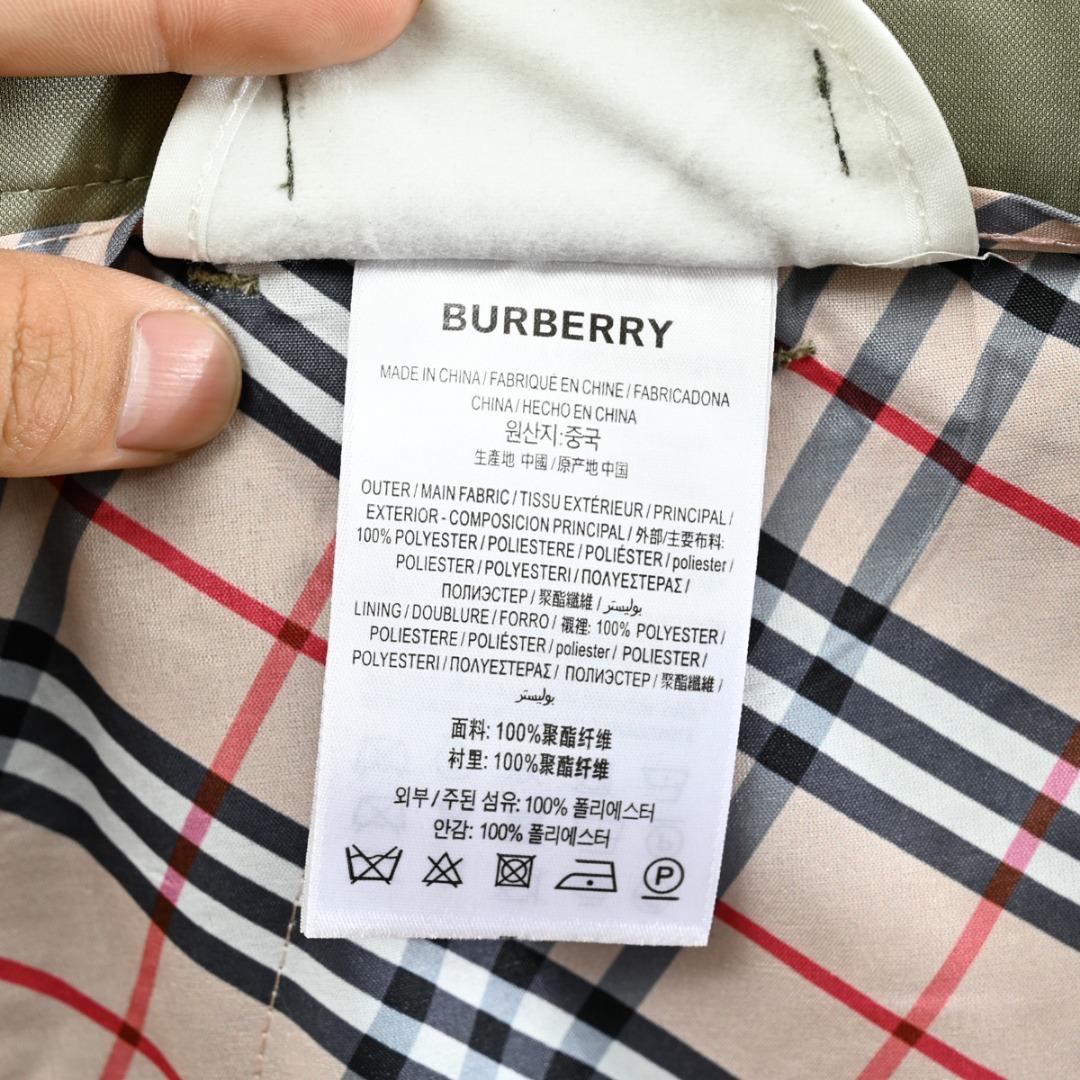 BURBERRY
MADE IN CHINA / FABRIQUÉ EN CHINE / FABRICADONA
CHINA / HECHO EN CHINA
원산지:중국
生產地 中國 / 原产地 中国
OUTER / MAIN FABRIC / TISSU EXTÉRIEUR / PRINCIPAL /
EXTERIOR - COMPOSICION PRINCIPAL / 外部/主要布料:
100% POLYESTER / POLIESTERE / POLIÉSTER / poliester /
POLIESTER / POLYESTERI / ΠΟΛΥΕΣΤΕΡΑΣ /
ПОЛИЭСТЕР / 聚酯纖維 / بوليستر
LINING / DOUBLURE / FORRO / 襯裡: 100% POLYESTER /
POLIESTERE / POLIÉSTER / poliester / POLIESTER /
POLYESTERI / ΠΟΛΥΕΣΤΕΡΑΣ / ПОЛИЭСТЕР / 聚酯纖維 /
بوليستر
面料: 100%聚酯纤维
衬里: 100%聚酯纤维
외부 / 주된 섬유: 100% 폴리에스터
안감: 100% 폴리에스터
P